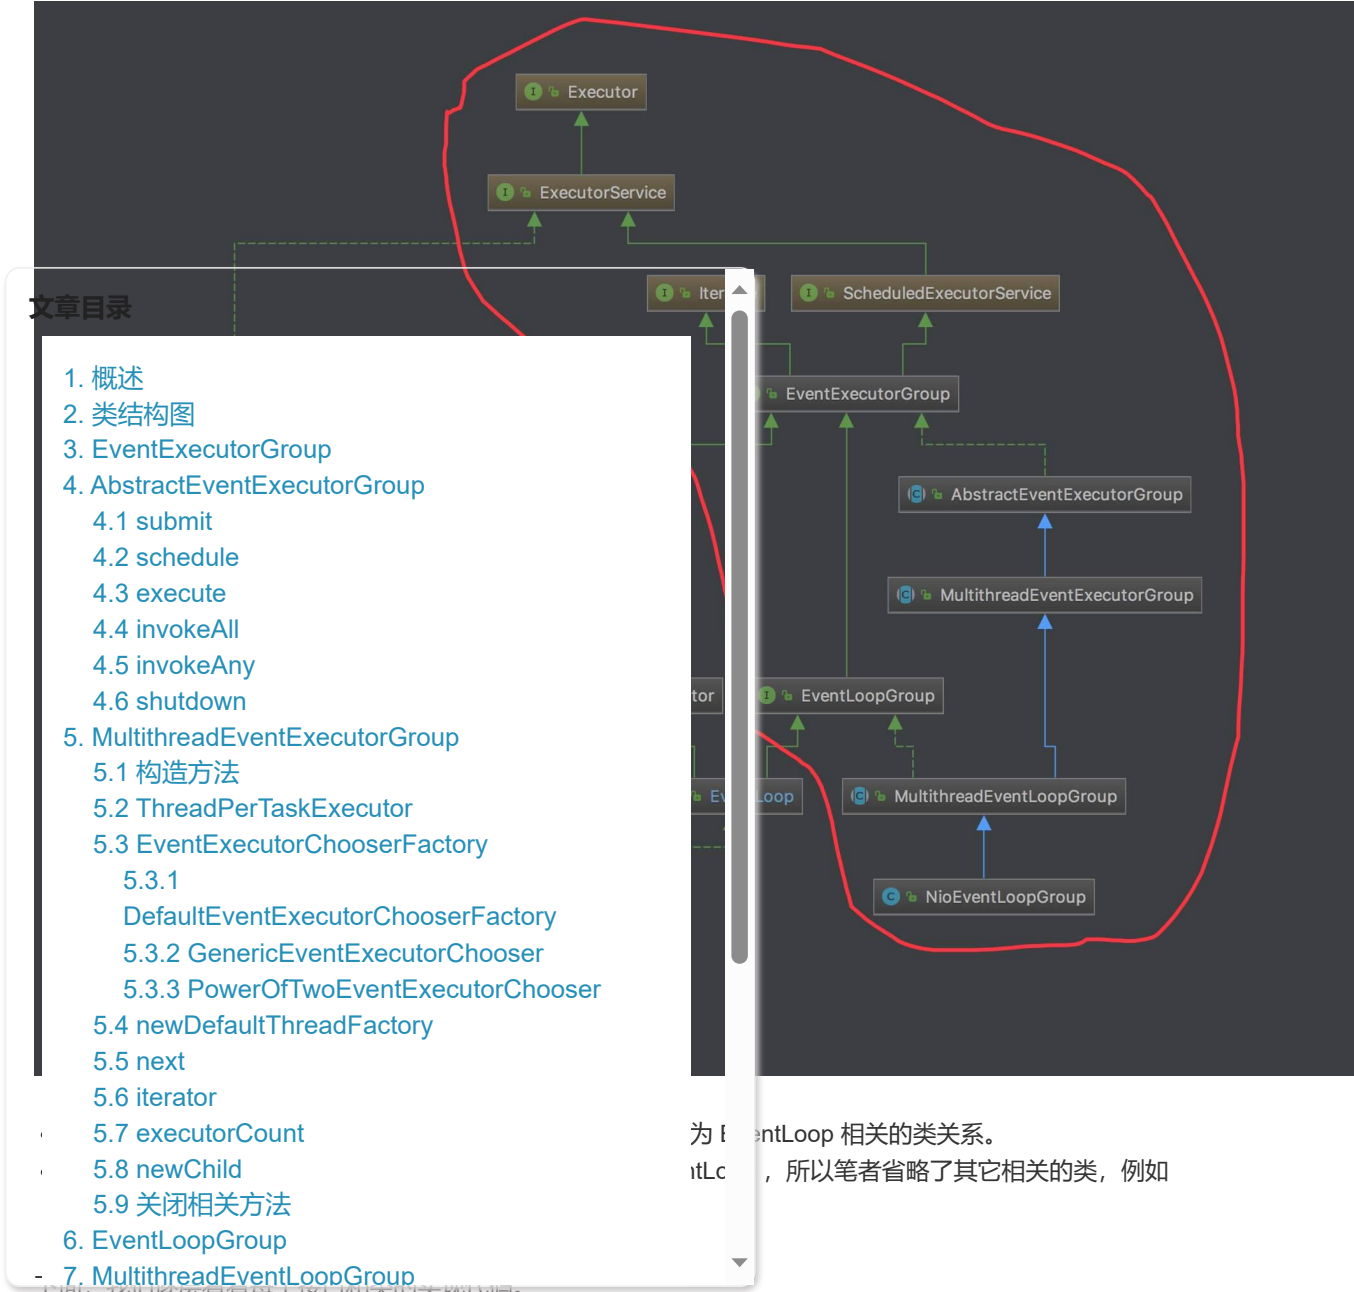 Executor
ExecutorService
ScheduledExecutorService
EventExecutorGroup
AbstractEventExecutorGroup
MultithreadEventExecutorGroup
EventLoopGroup
MultithreadEventLoopGroup
NioEventLoopGroup
文章目录
1. 概述
2. 类结构图
3. EventExecutorGroup
4. AbstractEventExecutorGroup
4.1 submit
4.2 schedule
4.3 execute
4.4 invokeAll
4.5 invokeAny
4.6 shutdown
5. MultithreadEventExecutorGroup
5.1 构造方法
5.2 ThreadPerTaskExecutor
5.3 EventExecutorChooserFactory
5.3.1
DefaultEventExecutorChooserFactory
5.3.2 GenericEventExecutorChooser
5.3.3 PowerOfTwoEventExecutorChooser
5.4 newDefaultThreadFactory
5.5 next
5.6 iterator
5.7 executorCount
5.8 newChild
5.9 关闭相关方法
6. EventLoopGroup
7. MultithreadEventLoopGroup
为 EventLoop 相关的类关系。
，所以笔者省略了其它相关的类，例如